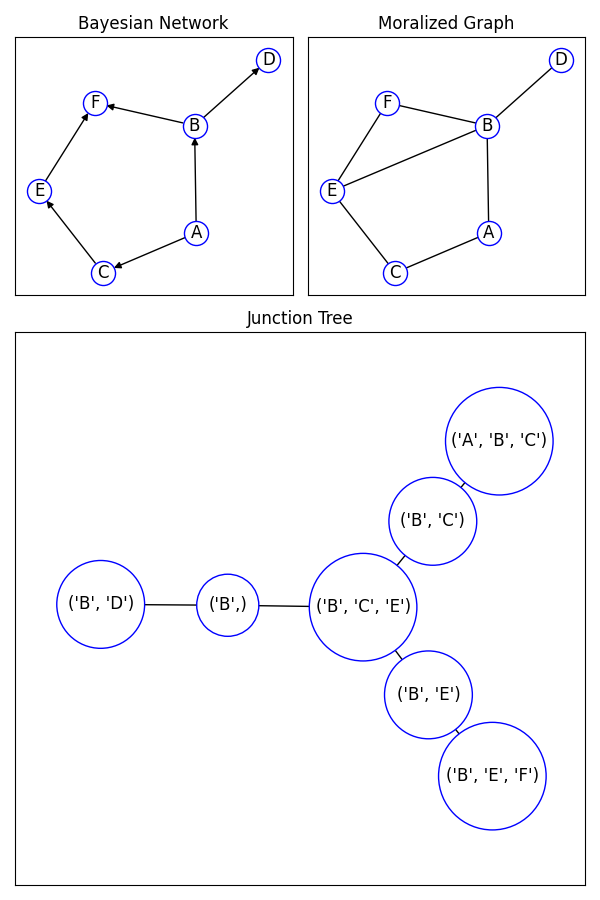 Bayesian Network
D
F
B
E
A
C
Moralized Graph
D
F
B
E
A
C
Junction Tree
('A', 'B', 'C')
('B', 'C')
('B', 'D')
('B',)
('B', 'C', 'E')
('B', 'E')
('B', 'E', 'F')